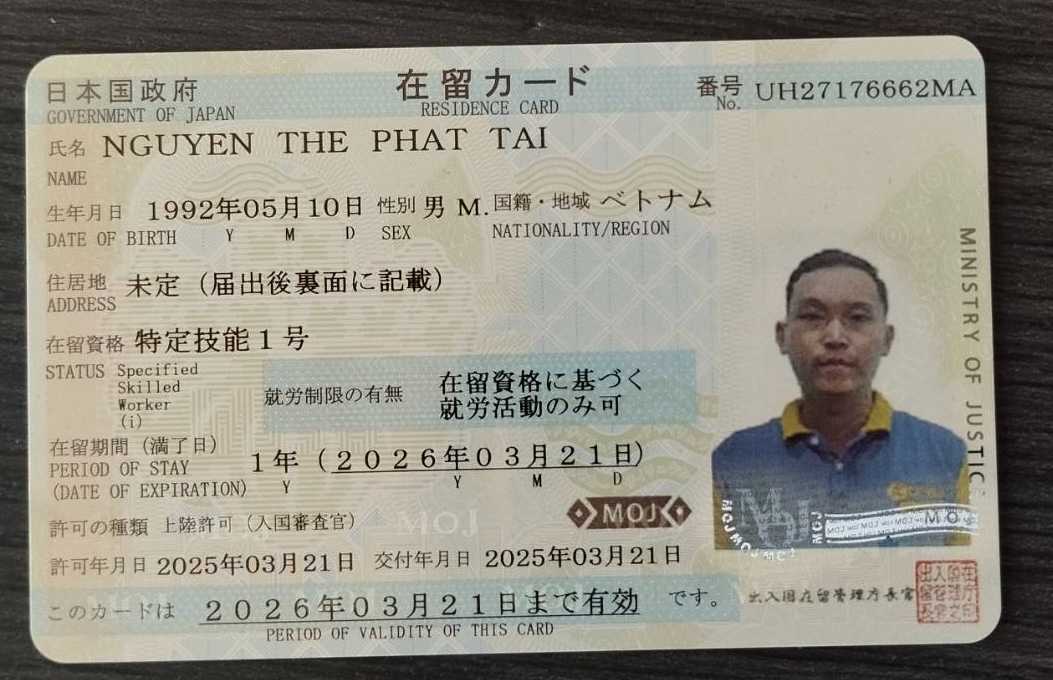 日本国政府 在留カード 番号 UH27176662MA
GOVERNMENT OF JAPAN RESIDENCE CARD No.
氏名 NGUYEN THE PHAT TAI
NAME
生年月日 1992年05月10日 性別 男 M. 国籍・地域 ベトナム
DATE OF BIRTH Y M D SEX NATIONALITY/REGION
住居地 未定（届出後裏面に記載）
ADDRESS
在留資格 特定技能1号
STATUS Specified
Skilled
Worker
(i)
就労制限の有無 在留資格に基づく
就労活動のみ可
在留期間（満了日）
PERIOD OF STAY
(DATE OF EXPIRATION)
1年（2026年03月21日）
Y Y M D
MOJ
許可の種類 上陸許可（入国審査官）
許可年月日 2025年03月21日 交付年月日 2025年03月21日
このカードは 2026年03月21日まで有効 です。
PERIOD OF VALIDITY OF THIS CARD
MINISTRY OF JUSTIC
MOJ MOJ MOJ
MOJ
出入国在留管理庁長官